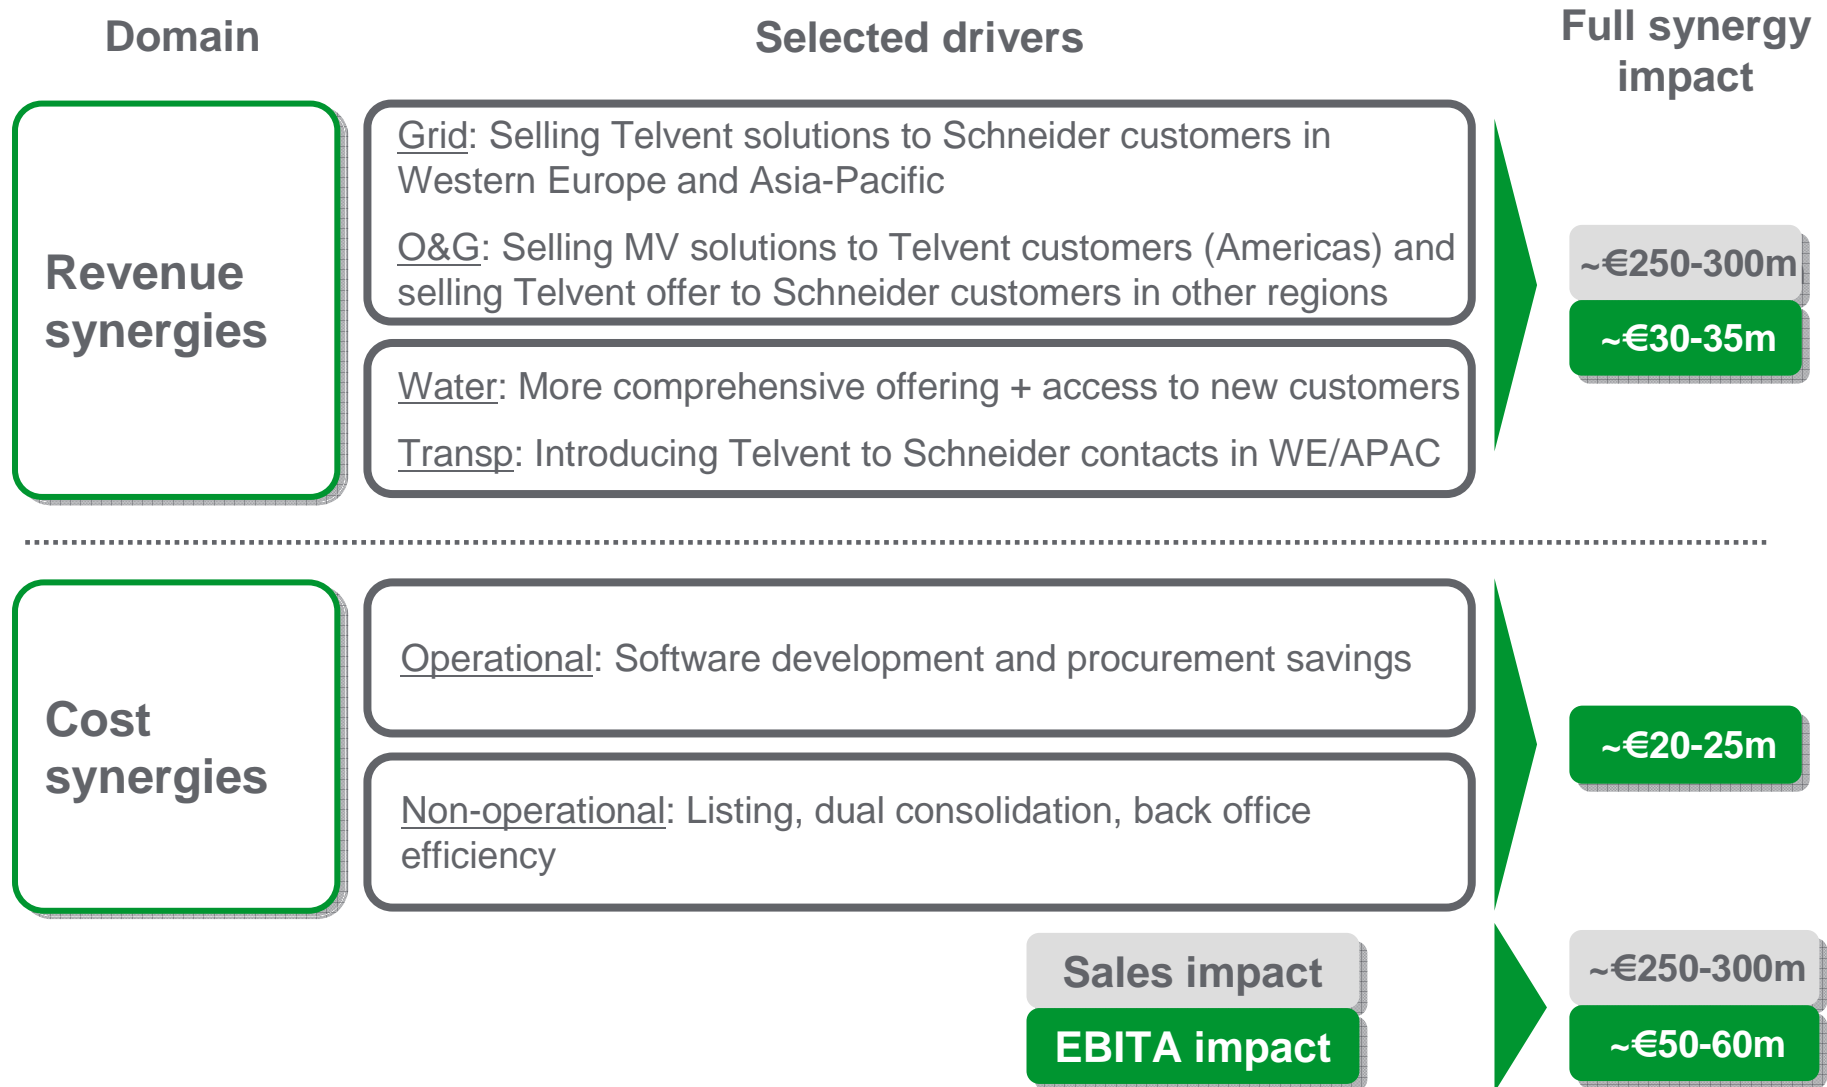 Domain
Selected drivers
Full synergy
impact
Revenue
synergies
Grid: Selling Telvent solutions to Schneider customers in
Western Europe and Asia-Pacific
O&G: Selling MV solutions to Telvent customers (Americas) and
selling Telvent offer to Schneider customers in other regions
Water: More comprehensive offering + access to new customers
Transp: Introducing Telvent to Schneider contacts in WE/APAC
~€250-300m
~€30-35m
Cost
synergies
Operational: Software development and procurement savings
Non-operational: Listing, dual consolidation, back office
efficiency
~€20-25m
Sales impact
~€250-300m
EBITA impact
~€50-60m